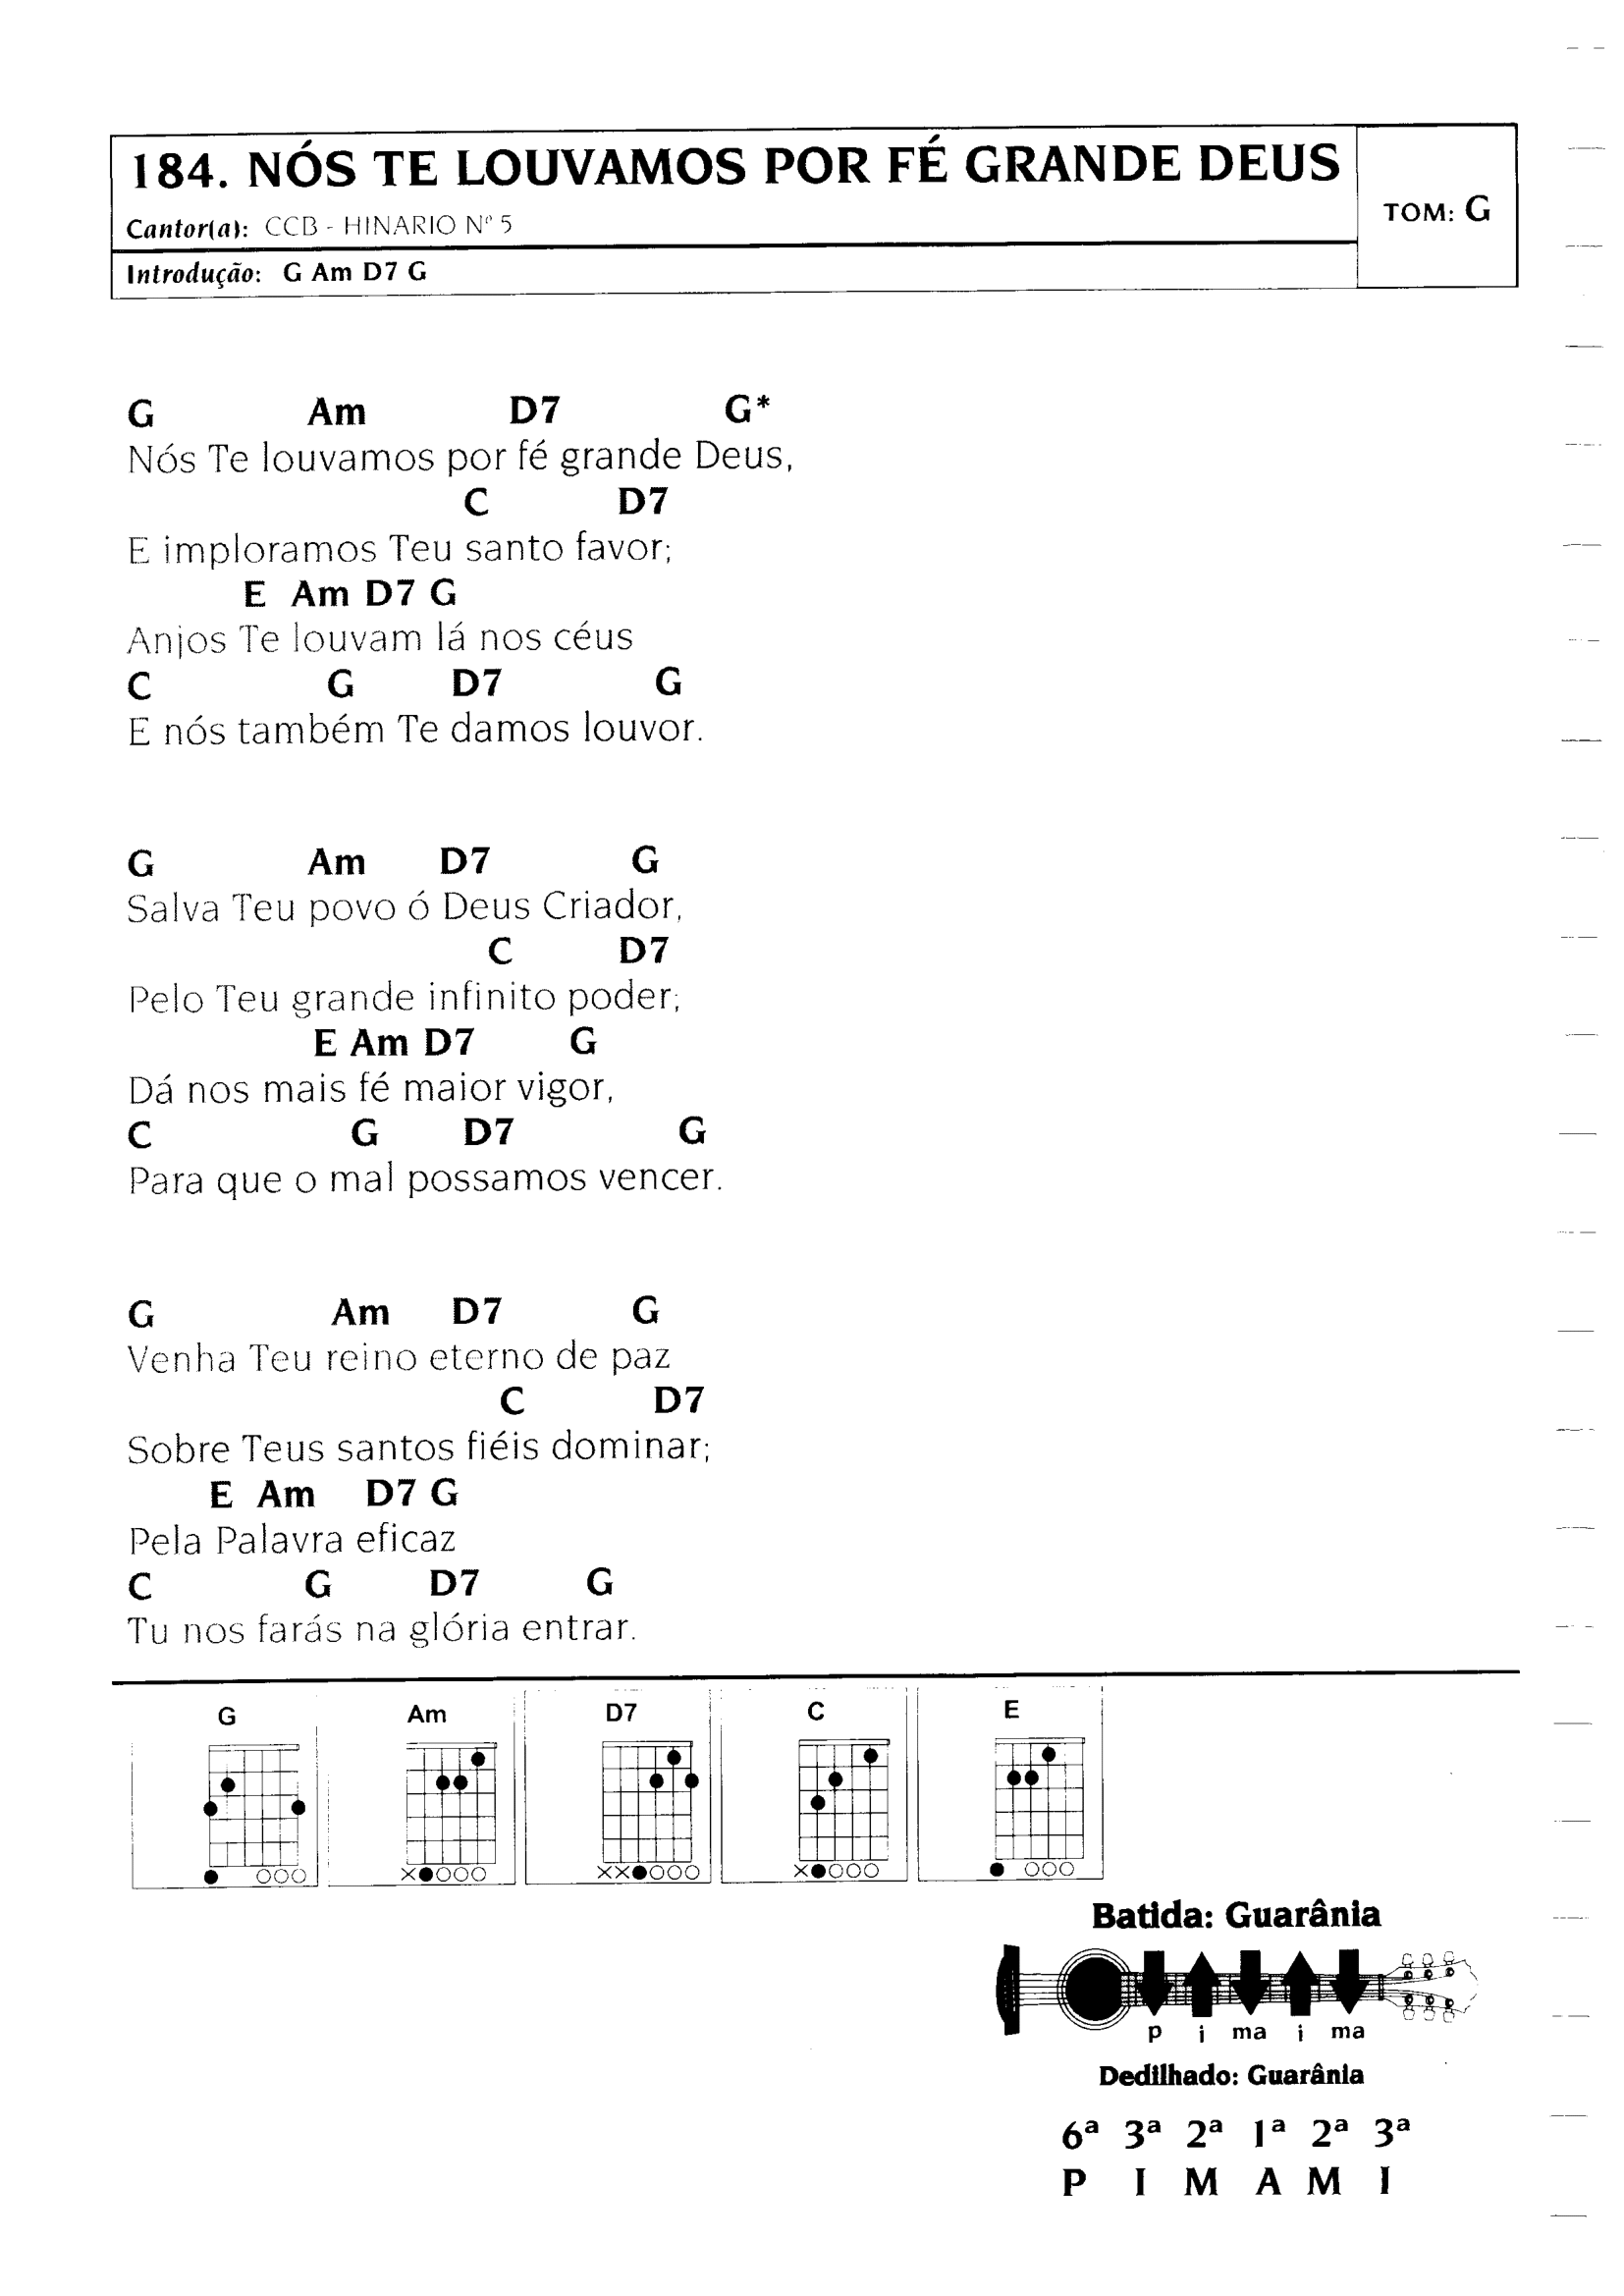 184. NÓS TE LOUVAMOS POR FÉ GRANDE DEUS
Cantor(a): CCB - HINARIO Nº 5
TOM: G
Introdução: G Am D7 G
G Am D7 G*
Nós Te louvamos por fé grande Deus,
C D7
E imploramos Teu santo favor;
E Am D7 G
Anjos Te louvam lá nos céus
C G D7 G
E nós também Te damos louvor.
G Am D7 G
Salva Teu povo ó Deus Criador,
C D7
Pelo Teu grande infinito poder;
E Am D7 G
Dá nos mais fé maior vigor,
C G D7 G
Para que o mal possamos vencer.
G Am D7 G
Venha Teu reino eterno de paz
C D7
Sobre Teus santos fiéis dominar;
E Am D7 G
Pela Palavra eficaz
C G D7 G
Tu nos farás na glória entrar.
G Am D7 C E
Batida: Guarânia
p i ma i ma
Dedilhado: Guarânia
6ª 3ª 2ª 1ª 2ª 3ª
P I M A M I